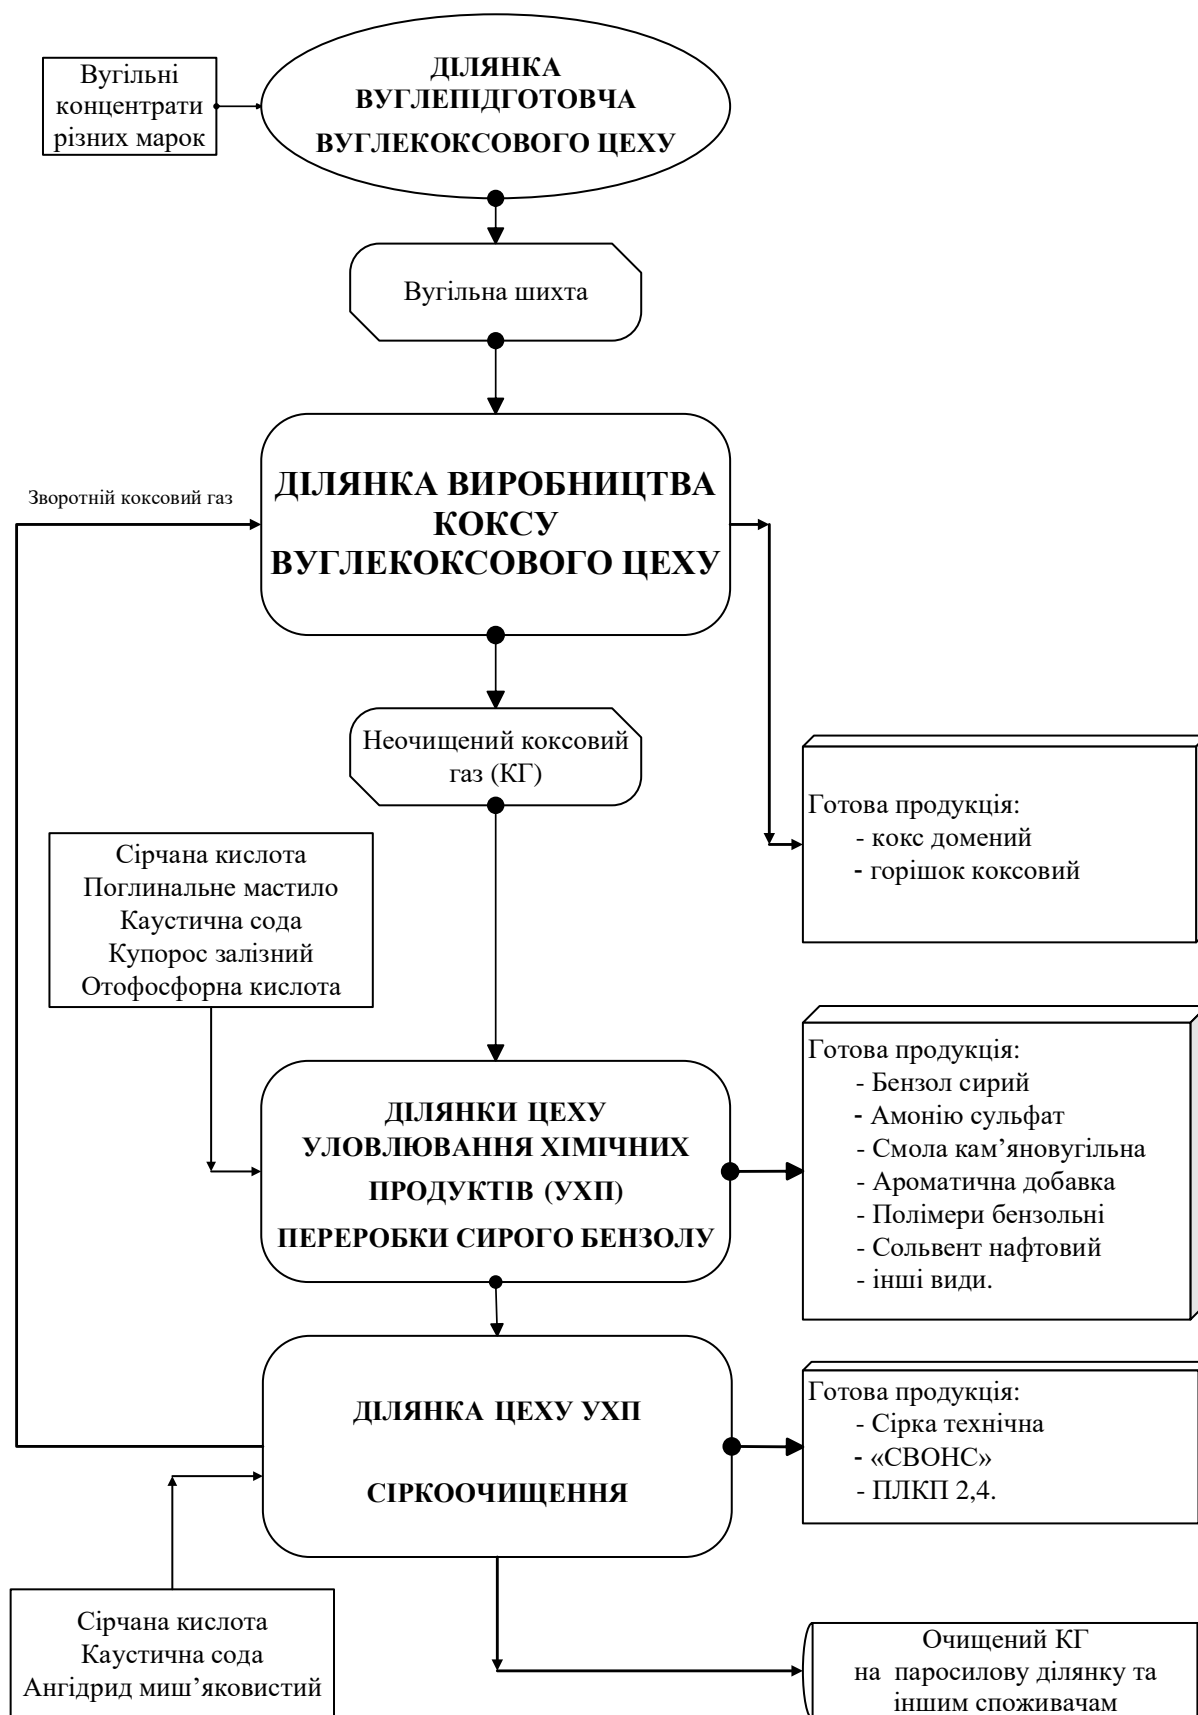 Вугільні
концентрати
різних марок
ДІЛЯНКА
ВУГЛЕПІДГОТОВЧА
ВУГЛЕКОКСОВОГО ЦЕХУ
Вугільна шихта
Зворотній коксовий газ
ДІЛЯНКА ВИРОБНИЦТВА
КОКСУ
ВУГЛЕКОКСОВОГО ЦЕХУ
Неочищений коксовий
газ (КГ)
Готова продукція:
- кокс домений
- горішок коксовий
Сірчана кислота
Поглинальне мастило
Каустична сода
Купорос залізний
Отофосфорна кислота
ДІЛЯНКИ ЦЕХУ
УЛОВЛЮВАННЯ ХІМІЧНИХ
ПРОДУКТІВ (УХП)
ПЕРЕРОБКИ СИРОГО БЕНЗОЛУ
Готова продукція:
- Бензол сирий
- Амонію сульфат
- Смола кам’яновугільна
- Ароматична добавка
- Полімери бензольні
- Сольвент нафтовий
- інші види.
ДІЛЯНКА ЦЕХУ УХП
СІРКООЧИЩЕННЯ
Готова продукція:
- Сірка технічна
- «СВОНС»
- ПЛКП 2,4.
Сірчана кислота
Каустична сода
Ангідрид миш’яковистий
Очищений КГ
на паросилову ділянку та
іншим споживачам